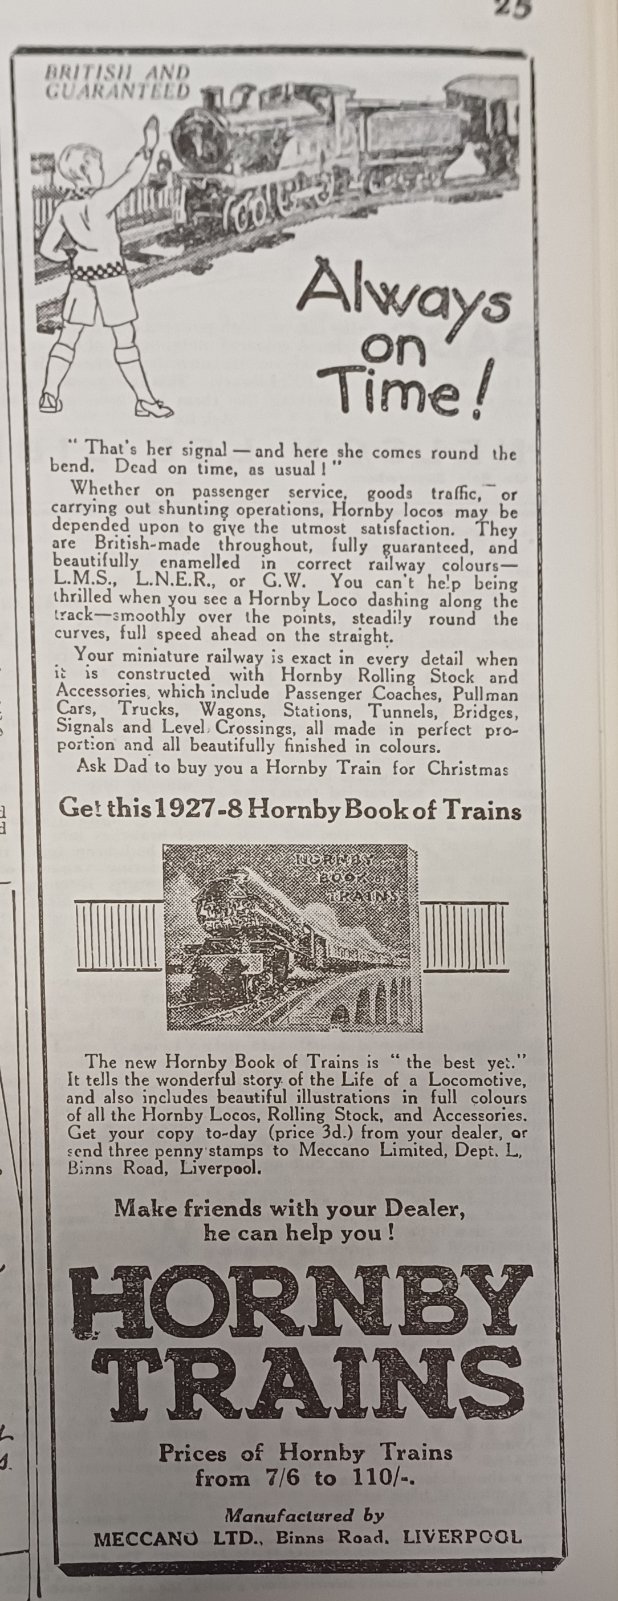 25
BRITISH AND
GUARANTEED
Always
on
Time!
" That's her signal — and here she comes round the
bend. Dead on time, as usual ! "
Whether on passenger service, goods traffic, or
carrying out shunting operations, Hornby locos may be
depended upon to give the utmost satisfaction. They
are British-made throughout, fully guaranteed, and
beautifully enamelled in correct railway colours—
L.M.S., L.N.E.R., or G.W. You can't help being
thrilled when you see a Hornby Loco dashing along the
track—smoothly over the points, steadily round the
curves, full speed ahead on the straight.
Your miniature railway is exact in every detail when
it is constructed with Hornby Rolling Stock and
Accessories, which include Passenger Coaches, Pullman
Cars, Trucks, Wagons, Stations, Tunnels, Bridges,
Signals and Level Crossings, all made in perfect pro-
portion and all beautifully finished in colours.
Ask Dad to buy you a Hornby Train for Christmas
Get this 1927-8 Hornby Book of Trains
HORNBY
BOOK OF
TRAINS
The new Hornby Book of Trains is " the best yet."
It tells the wonderful story of the Life of a Locomotive,
and also includes beautiful illustrations in full colours
of all the Hornby Locos, Rolling Stock, and Accessories.
Get your copy to-day (price 3d.) from your dealer, or
send three penny stamps to Meccano Limited, Dept. L,
Binns Road, Liverpool.
Make friends with your Dealer,
he can help you !
HORNBY
TRAINS
Prices of Hornby Trains
from 7/6 to 110/-.
Manufactured by
MECCANO LTD., Binns Road, LIVERPOOL